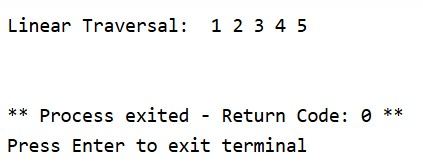 Linear Traversal:  1 2 3 4 5
** Process exited - Return Code: 0 **
Press Enter to exit terminal